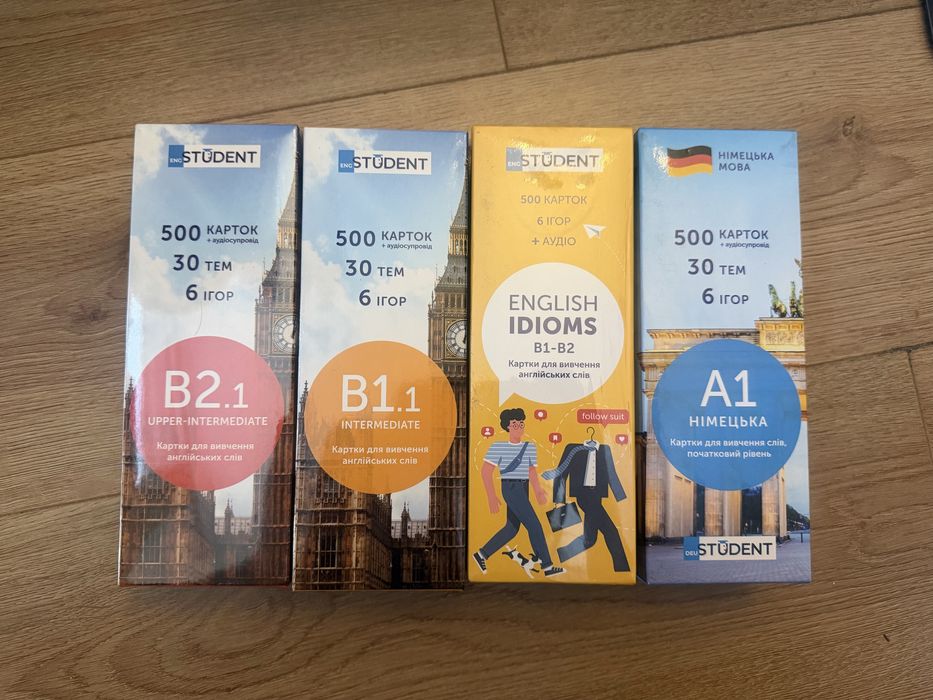 ENG STUDENT
500 КАРТОК
+ аудіосупровід
30 ТЕМ
6 ІГОР
B2.1
UPPER-INTERMEDIATE
Картки для вивчення
англійських слів
ENG STUDENT
500 КАРТОК
+ аудіосупровід
30 ТЕМ
6 ІГОР
B1.1
INTERMEDIATE
Картки для вивчення
англійських слів
ENG STUDENT
500 КАРТОК
6 ІГОР
+ АУДІО
ENGLISH
IDIOMS
B1-B2
Картки для вивчення
англійських слів
follow suit
НІМЕЦЬКА
МОВА
500 КАРТОК
+ аудіосупровід
30 ТЕМ
6 ІГОР
A1
НІМЕЦЬКА
Картки для вивчення слів,
початковий рівень
DEU STUDENT